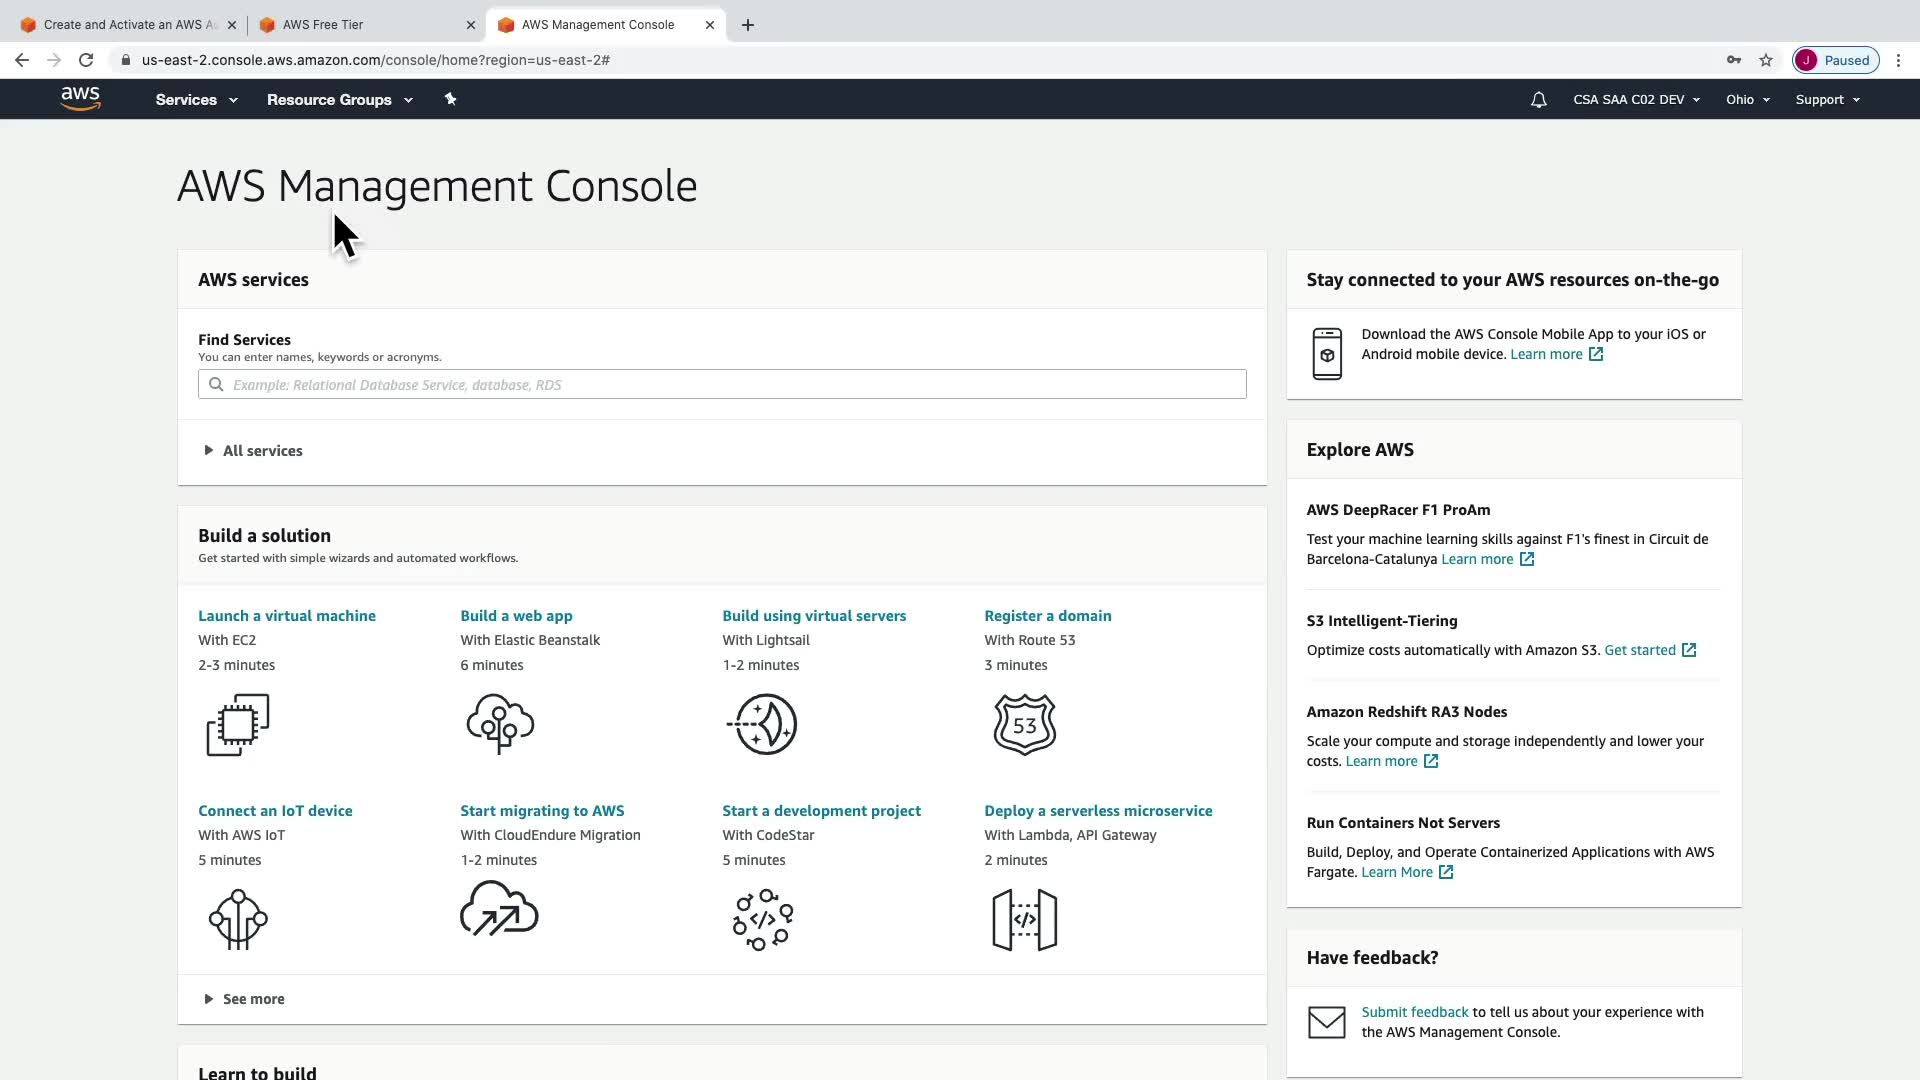 Create and Activate an AWS A
AWS Free Tier
AWS Management Console
us-east-2.console.aws.amazon.com/console/home?region=us-east-2#
J
Paused
aws
Services
Resource Groups
CSA SAA C02 DEV
Ohio
Support
AWS Management Console
AWS services
Find Services
You can enter names, keywords or acronyms.
Example: Relational Database Service, database, RDS
All services
Build a solution
Get started with simple wizards and automated workflows.
Launch a virtual machine
With EC2
2-3 minutes
Build a web app
With Elastic Beanstalk
6 minutes
Build using virtual servers
With Lightsail
1-2 minutes
Register a domain
With Route 53
3 minutes
53
Connect an IoT device
With AWS IoT
5 minutes
Start migrating to AWS
With CloudEndure Migration
1-2 minutes
Start a development project
With CodeStar
5 minutes
</>
Deploy a serverless microservice
With Lambda, API Gateway
2 minutes
</>
See more
Learn to build
Stay connected to your AWS resources on-the-go
Download the AWS Console Mobile App to your iOS or
Android mobile device. Learn more
Explore AWS
AWS DeepRacer F1 ProAm
Test your machine learning skills against F1's finest in Circuit de
Barcelona-Catalunya Learn more
S3 Intelligent-Tiering
Optimize costs automatically with Amazon S3. Get started
Amazon Redshift RA3 Nodes
Scale your compute and storage independently and lower your
costs. Learn more
Run Containers Not Servers
Build, Deploy, and Operate Containerized Applications with AWS
Fargate. Learn More
Have feedback?
Submit feedback to tell us about your experience with
the AWS Management Console.